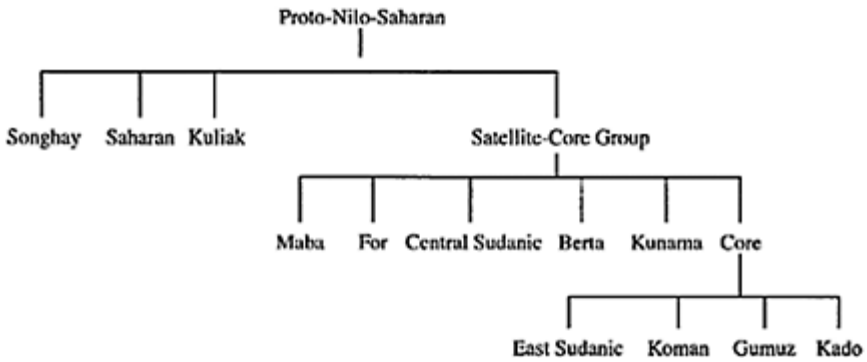 Proto-Nilo-Saharan
Songhay Saharan Kuliak Satellite-Core Group
Maba For Central Sudanic Berta Kunama Core
East Sudanic Koman Gumuz Kado